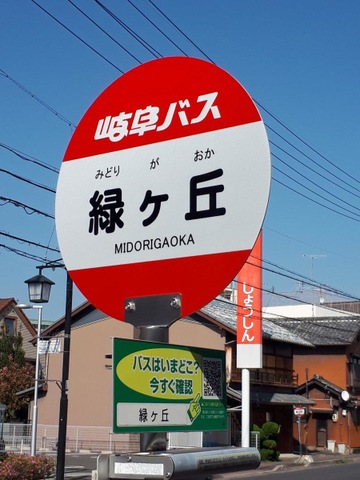 岐阜バス
みどり が おか
緑ヶ丘
MIDORIGAOKA
しょうしん
バスはいまどこ?
今すぐ確認
緑ヶ丘